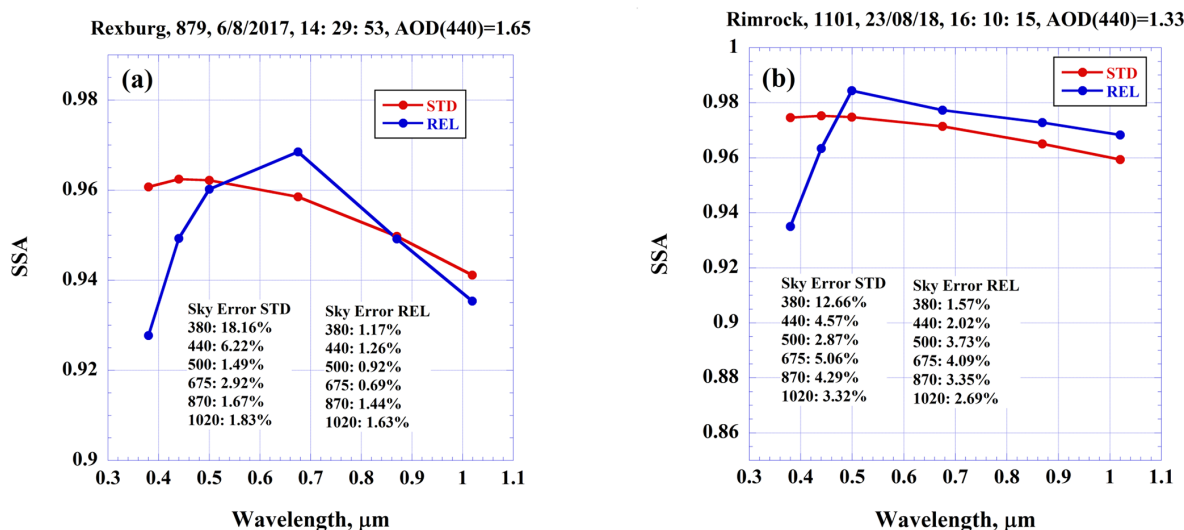 Rexburg, 879, 6/8/2017, 14: 29: 53, AOD(440)=1.65
(a)
STD
REL
0.98
0.96
0.94
0.92
0.9
SSA
Sky Error STD
380: 18.16%
440: 6.22%
500: 1.49%
675: 2.92%
870: 1.67%
1020: 1.83%
Sky Error REL
380: 1.17%
440: 1.26%
500: 0.92%
675: 0.69%
870: 1.44%
1020: 1.63%
0.3 0.4 0.5 0.6 0.7 0.8 0.9 1 1.1
Wavelength, μm
Rimrock, 1101, 23/08/18, 16: 10: 15, AOD(440)=1.33
(b)
STD
REL
1
0.98
0.96
0.94
0.92
0.9
0.88
0.86
SSA
Sky Error STD
380: 12.66%
440: 4.57%
500: 2.87%
675: 5.06%
870: 4.29%
1020: 3.32%
Sky Error REL
380: 1.57%
440: 2.02%
500: 3.73%
675: 4.09%
870: 3.35%
1020: 2.69%
0.3 0.4 0.5 0.6 0.7 0.8 0.9 1 1.1
Wavelength, μm